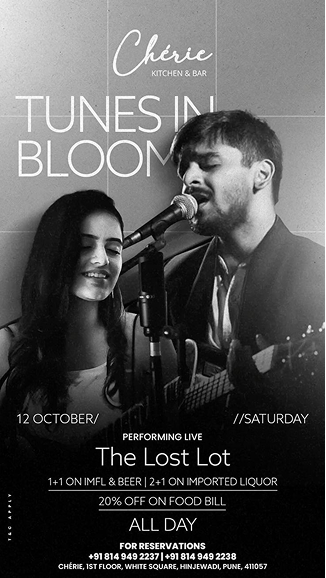 Chérie
KITCHEN & BAR
TUNES IN
BLOOM
12 OCTOBER/
//SATURDAY
PERFORMING LIVE
The Lost Lot
1+1 ON IMFL & BEER | 2+1 ON IMPORTED LIQUOR
20% OFF ON FOOD BILL
ALL DAY
T&C APPLY
FOR RESERVATIONS
+91 814 949 2237 | +91 814 949 2238
CHÉRIE, 1ST FLOOR, WHITE SQUARE, HINJEWADI, PUNE, 411057